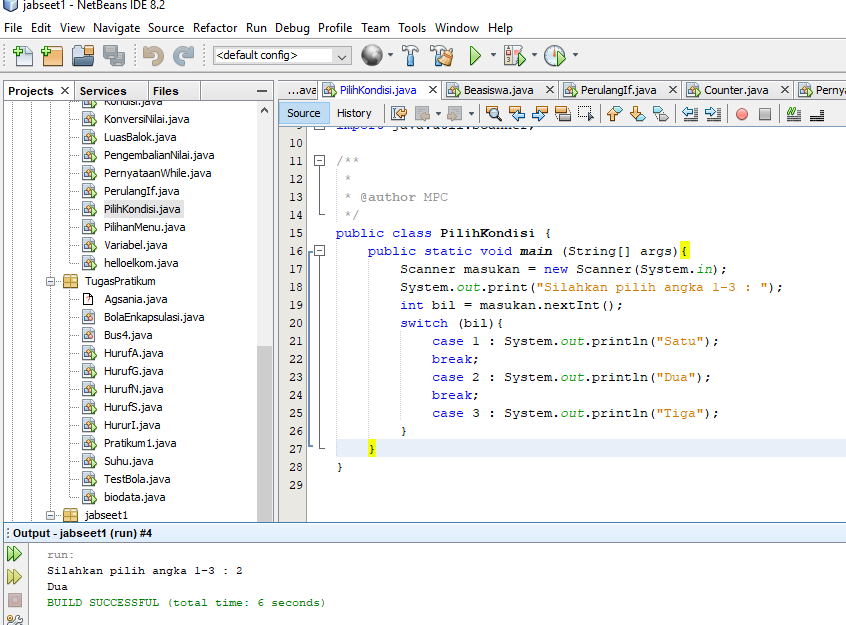 jabseet1 - NetBeans IDE 8.2
File Edit View Navigate Source Refactor Run Debug Profile Team Tools Window Help
<default config>
Projects Services Files
...ava PilihKondisi.java Beasiswa.java PerulangIf.java Counter.java Perny
Source History
Kondisi.java
KonversiNilai.java
LuasBalok.java
PengembalianNilai.java
PernyataanWhile.java
PerulangIf.java
PilihKondisi.java
PilihanMenu.java
Variabel.java
helloelkom.java
TugasPratikum
Agsania.java
BolaEnkapsulasi.java
Bus4.java
HurufA.java
HurufG.java
HurufN.java
HurufS.java
HururI.java
Pratikum1.java
Suhu.java
TestBola.java
biodata.java
jabseet1
9 import java.util.Scanner;
10
11 /**
12 *
13 * @author MPC
14 */
15 public class PilihKondisi {
16 public static void main (String[] args){
17 Scanner masukan = new Scanner(System.in);
18 System.out.print("Silahkan pilih angka 1-3 : ");
19 int bil = masukan.nextInt();
20 switch (bil){
21 case 1 : System.out.println("Satu");
22 break;
23 case 2 : System.out.println("Dua");
24 break;
25 case 3 : System.out.println("Tiga");
26 }
27 }
28 }
29
Output - jabseet1 (run) #4
run:
Silahkan pilih angka 1-3 : 2
Dua
BUILD SUCCESSFUL (total time: 6 seconds)